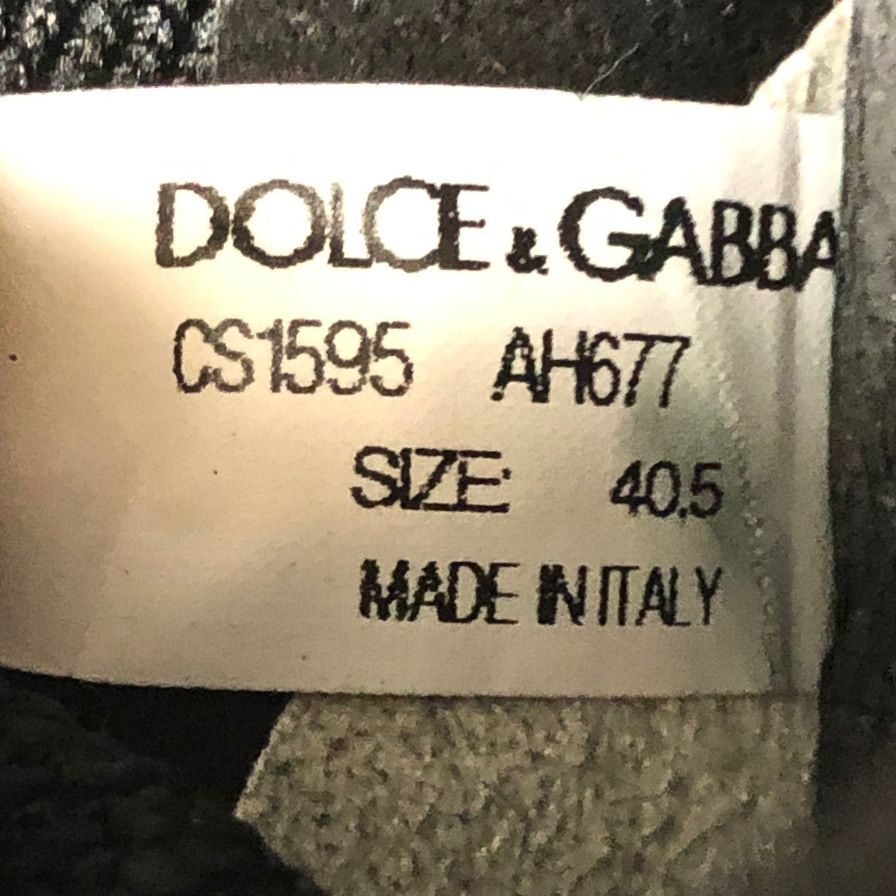 DOLCE & GABBA
CS1595 AH677
SIZE: 40.5
MADE IN ITALY